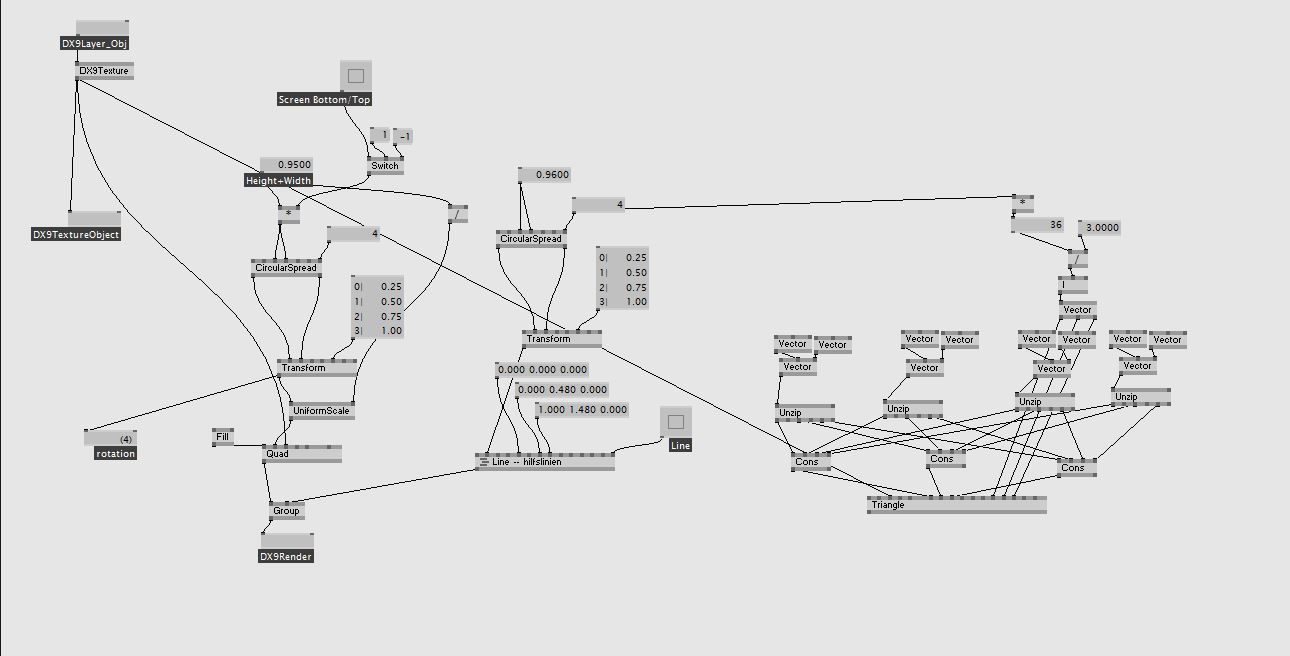 DX9Layer_Obj
DX9Texture
Screen Bottom/Top
1
-1
Switch
0.9500
Height+Width
*
/
0.9600
4
4
*
36
3.0000
/
I
DX9TextureObject
CircularSpread
CircularSpread
0| 0.25
1| 0.50
2| 0.75
3| 1.00
0| 0.25
1| 0.50
2| 0.75
3| 1.00
Vector
Transform
Transform
Vector
Vector
Vector
Vector
Vector
Vector
Vector
Vector
Vector
Vector
Vector
Vector
0.000 0.000 0.000
0.000 0.480 0.000
1.000 1.480 0.000
UniformScale
Unzip
Unzip
Unzip
Unzip
(4)
rotation
Fill
Line
Quad
Line -- hilfslinien
Cons
Cons
Cons
Group
Triangle
DX9Render